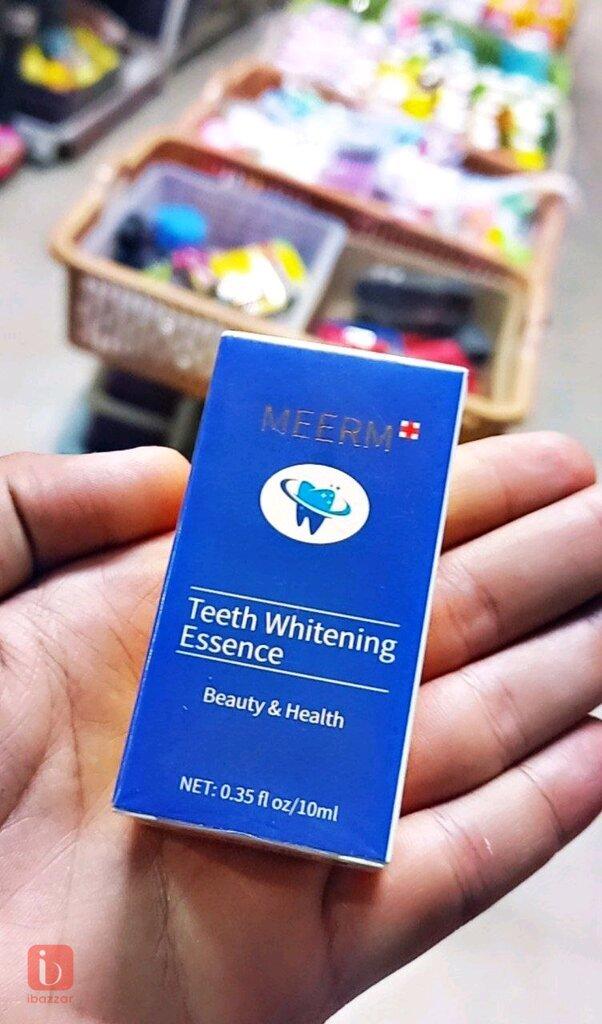 MEERM
Teeth Whitening
Essence
Beauty & Health
NET: 0.35 fl oz/10ml
ibazzar